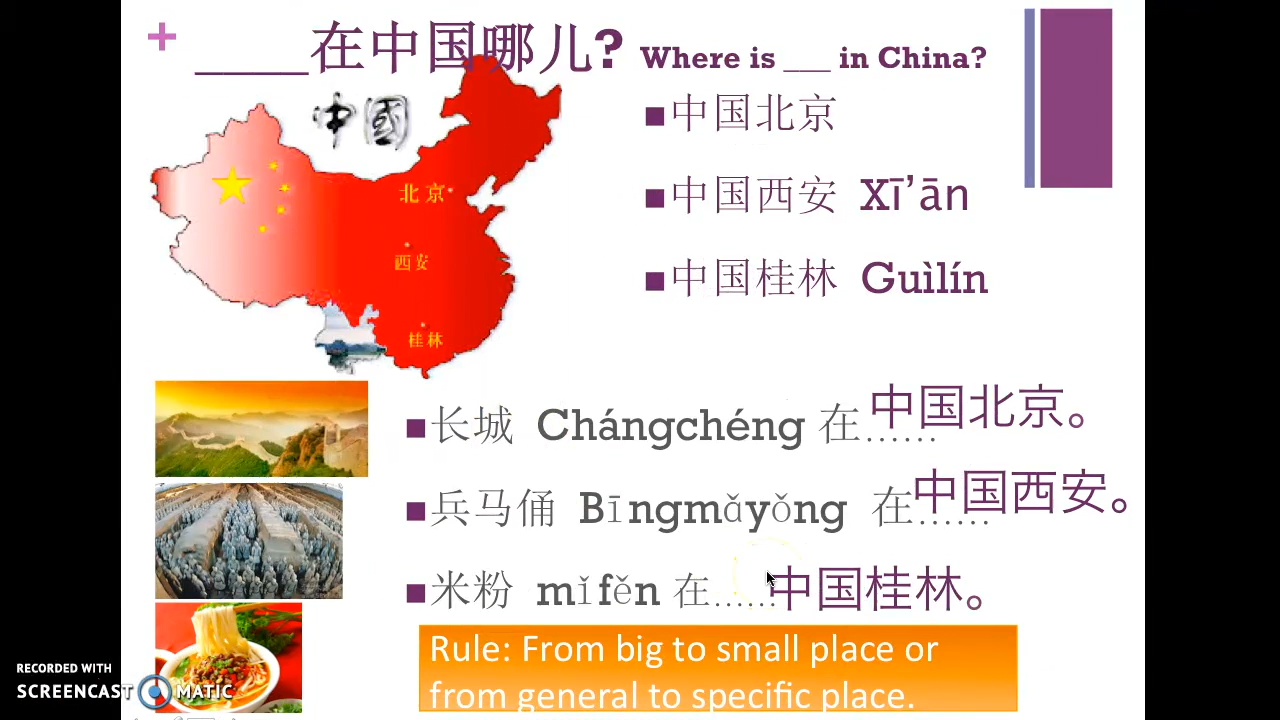 +
____在中国哪儿? Where is ___ in China?
中國
■中国北京
北京
■中国西安 Xī’ān
西安
■中国桂林 Guìlín
桂林
■长城 Chángchéng 在......中国北京。
■兵马俑 Bīngmǎyǒng 在......中国西安。
■米粉 mǐfěn 在......中国桂林。
Rule: From big to small place or
from general to specific place.
RECORDED WITH
SCREENCAST MATIC